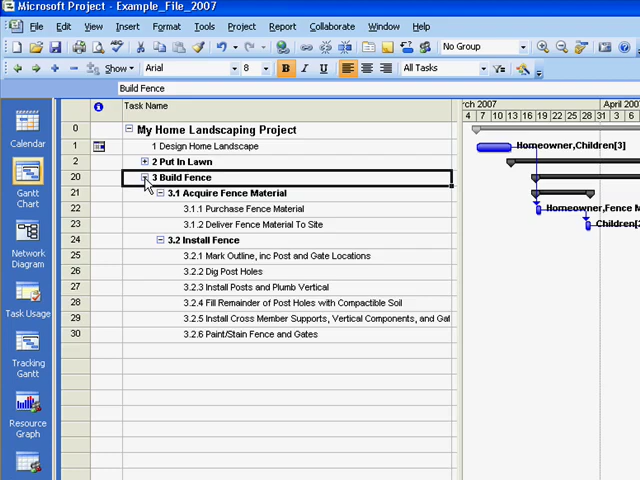 Microsoft Project - Example_File_2007
File Edit View Insert Format Tools Project Report Collaborate Window Help
No Group
Show Arial 8 B I U All Tasks
Build Fence
Task Name
rch 2007 April 200
4 7 10 13 16 19 22 25 28 31 3 6
0 My Home Landscaping Project
1 1 Design Home Landscape Homeowner,Children[3]
2 2 Put In Lawn
20 3 Build Fence
21 3.1 Acquire Fence Material
22 3.1.1 Purchase Fence Material Homeowner,Fence M
23 3.1.2 Deliver Fence Material To Site Children[2
24 3.2 Install Fence
25 3.2.1 Mark Outline, inc Post and Gate Locations
26 3.2.2 Dig Post Holes
27 3.2.3 Install Posts and Plumb Vertical
28 3.2.4 Fill Remainder of Post Holes with Compactible Soil
29 3.2.5 Install Cross Member Supports, Vertical Components, and Gat
30 3.2.6 Paint/Stain Fence and Gates
Calendar
Gantt
Chart
Network
Diagram
Task Usage
Tracking
Gantt
Resource
Graph